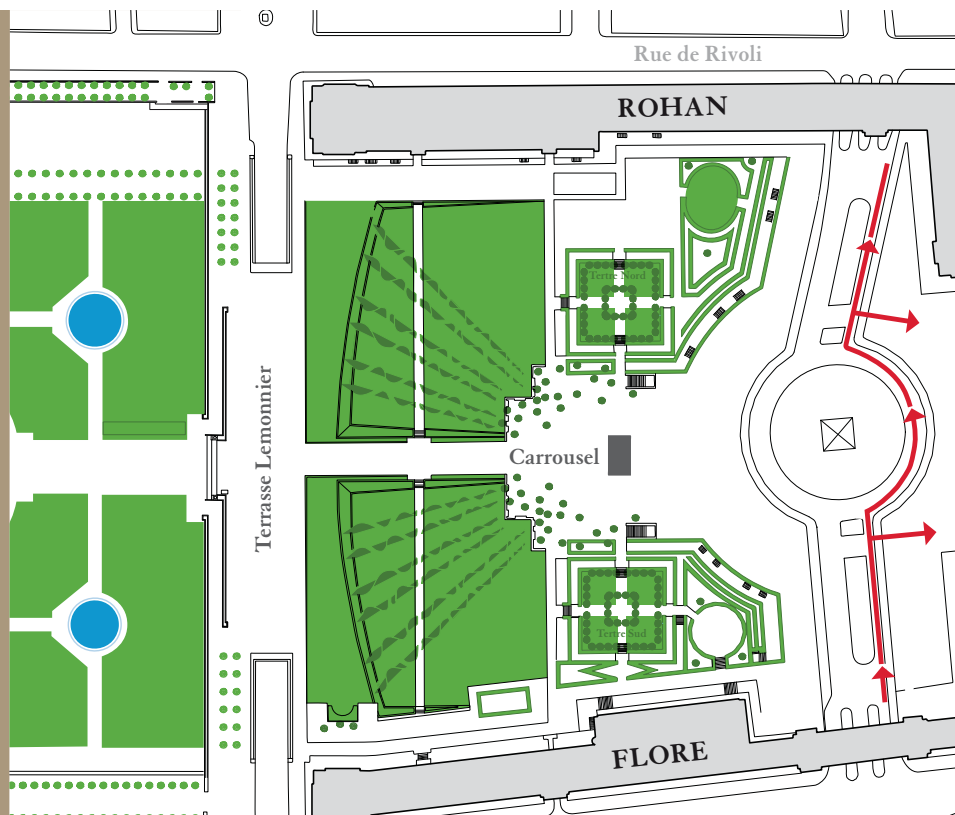 Rue de Rivoli
ROHAN
Tertre Nord
Terrasse Lemonnier
Carrousel
Tertre Sud
FLORE